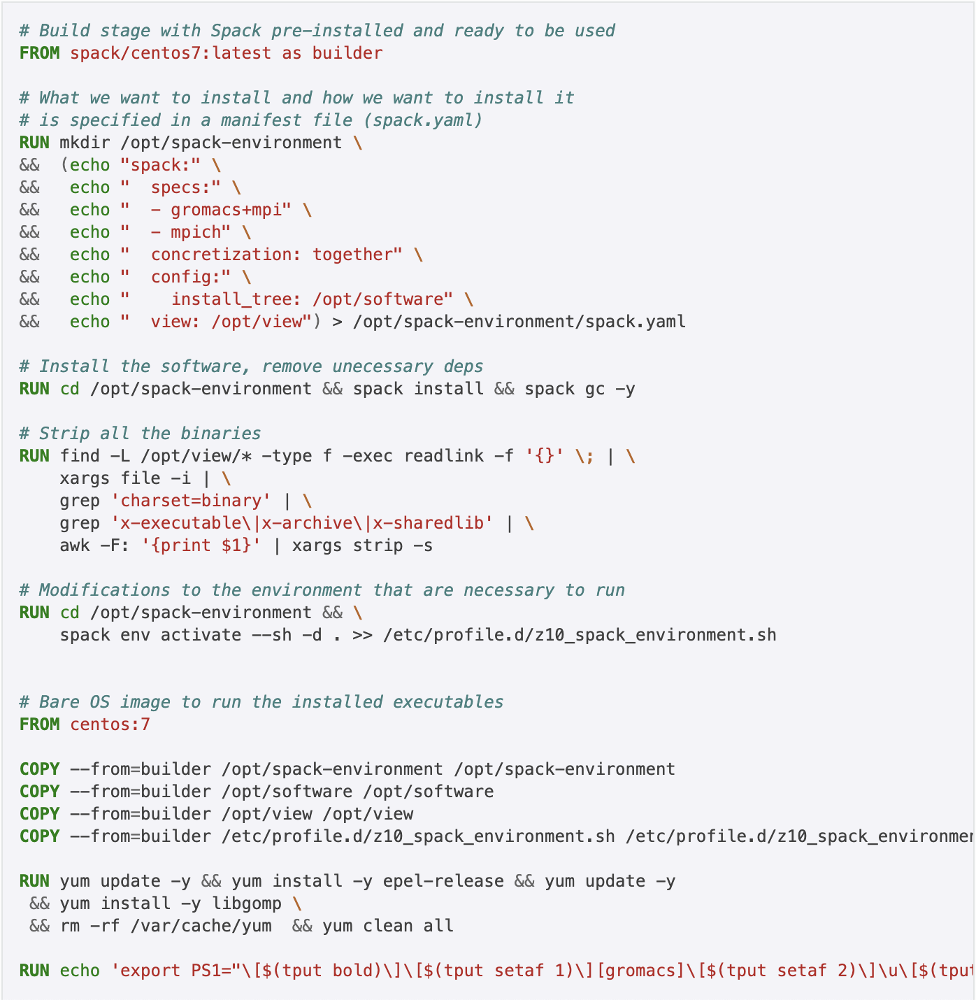 # Build stage with Spack pre-installed and ready to be used
FROM spack/centos7:latest as builder

# What we want to install and how we want to install it
# is specified in a manifest file (spack.yaml)
RUN mkdir /opt/spack-environment \
&&  (echo "spack:" \
&&   echo "  specs:" \
&&   echo "  - gromacs+mpi" \
&&   echo "  - mpich" \
&&   echo "  concretization: together" \
&&   echo "  config:" \
&&   echo "    install_tree: /opt/software" \
&&   echo "  view: /opt/view") > /opt/spack-environment/spack.yaml

# Install the software, remove unecessary deps
RUN cd /opt/spack-environment && spack install && spack gc -y

# Strip all the binaries
RUN find -L /opt/view/* -type f -exec readlink -f '{}' \; | \
    xargs file -i | \
    grep 'charset=binary' | \
    grep 'x-executable\|x-archive\|x-sharedlib' | \
    awk -F: '{print $1}' | xargs strip -s

# Modifications to the environment that are necessary to run
RUN cd /opt/spack-environment && \
    spack env activate --sh -d . >> /etc/profile.d/z10_spack_environment.sh


# Bare OS image to run the installed executables
FROM centos:7

COPY --from=builder /opt/spack-environment /opt/spack-environment
COPY --from=builder /opt/software /opt/software
COPY --from=builder /opt/view /opt/view
COPY --from=builder /etc/profile.d/z10_spack_environment.sh /etc/profile.d/z10_spack_environmen

RUN yum update -y && yum install -y epel-release && yum update -y
 && yum install -y libgomp \
 && rm -rf /var/cache/yum  && yum clean all

RUN echo 'export PS1="\[$(tput bold)\]\[$(tput setaf 1)\][gromacs]\[$(tput setaf 2)\]\u\[$(tput